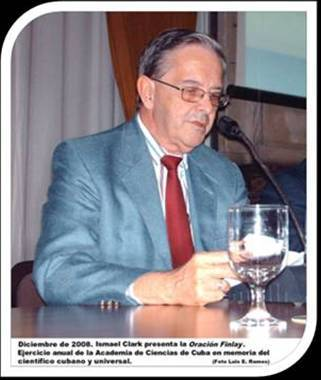 Diciembre de 2008. Ismael Clark presenta la Oración Finlay.
Ejercicio anual de la Academia de Ciencias de Cuba en memoria del
científico cubano y universal. (Foto Luis E. Ramos)